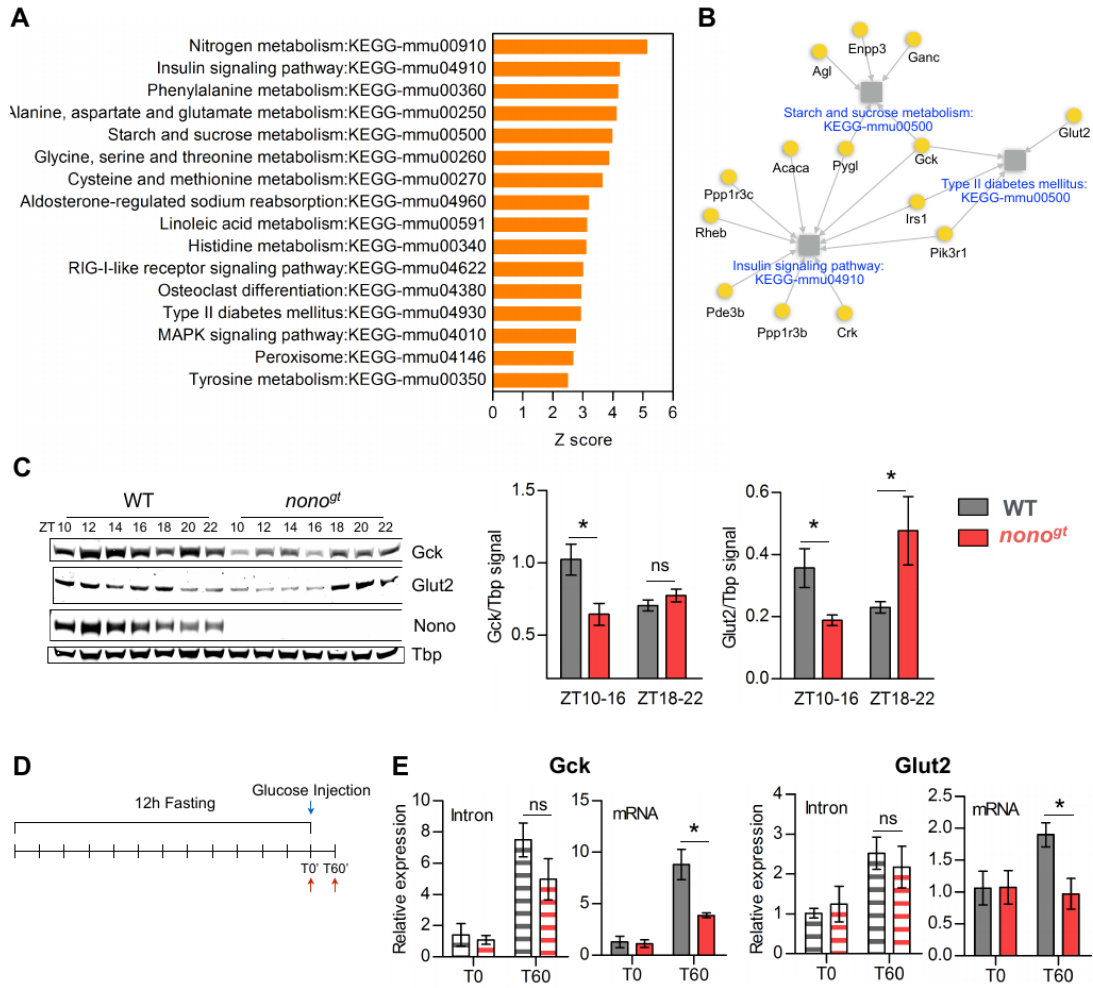 A
Nitrogen metabolism:KEGG-mmu00910
Insulin signaling pathway:KEGG-mmu04910
Phenylalanine metabolism:KEGG-mmu00360
Alanine, aspartate and glutamate metabolism:KEGG-mmu00250
Starch and sucrose metabolism:KEGG-mmu00500
Glycine, serine and threonine metabolism:KEGG-mmu00260
Cysteine and methionine metabolism:KEGG-mmu00270
Aldosterone-regulated sodium reabsorption:KEGG-mmu04960
Linoleic acid metabolism:KEGG-mmu00591
Histidine metabolism:KEGG-mmu00340
RIG-I-like receptor signaling pathway:KEGG-mmu04622
Osteoclast differentiation:KEGG-mmu04380
Type II diabetes mellitus:KEGG-mmu04930
MAPK signaling pathway:KEGG-mmu04010
Peroxisome:KEGG-mmu04146
Tyrosine metabolism:KEGG-mmu00350
0 1 2 3 4 5 6
Z score
B
Enpp3
Ganc
Agl
Starch and sucrose metabolism:
KEGG-mmu00500
Glut2
Acaca
Pygl
Gck
Type II diabetes mellitus:
KEGG-mmu00500
Ppp1r3c
Irs1
Rheb
Pik3r1
Insulin signaling pathway:
KEGG-mmu04910
Pde3b
Ppp1r3b
Crk
C
WT nonogt
ZT 10 12 14 16 18 20 22 10 12 14 16 18 20 22
Gck
Glut2
Nono
Tbp
Gck/Tbp signal
1.5
1.0
0.5
*
ns
ZT10-16 ZT18-22
Glut2/Tbp signal
0.6
0.4
0.2
0.0
*
*
ZT10-16 ZT18-22
WT
nonogt
D
12h Fasting
Glucose Injection
T0' T60'
E
Gck
Relative expression
10
8
6
4
2
0
Intron
ns
T0 T60
15
10
5
0
mRNA
*
T0 T60
Glut2
Relative expression
4
3
2
1
0
Intron
ns
T0 T60
2.5
2.0
1.5
1.0
0.5
0.0
mRNA
*
T0 T60